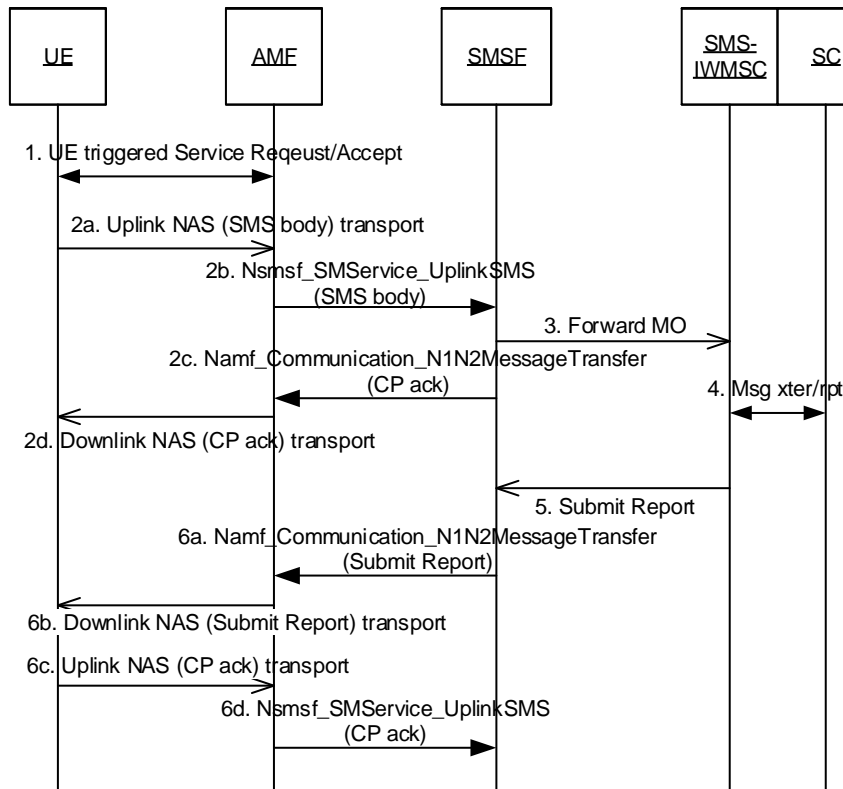 UE
AMF
SMSF
SMS-
IWMSC
SC
1. UE triggered Service Reqeust/Accept
2a. Uplink NAS (SMS body) transport
2b. Nsmsf_SMService_UplinkSMS
(SMS body)
3. Forward MO
2c. Namf_Communication_N1N2MessageTransfer
(CP ack)
4. Msg xter/rpt
2d. Downlink NAS (CP ack) transport
5. Submit Report
6a. Namf_Communication_N1N2MessageTransfer
(Submit Report)
6b. Downlink NAS (Submit Report) transport
6c. Uplink NAS (CP ack) transport
6d. Nsmsf_SMService_UplinkSMS
(CP ack)